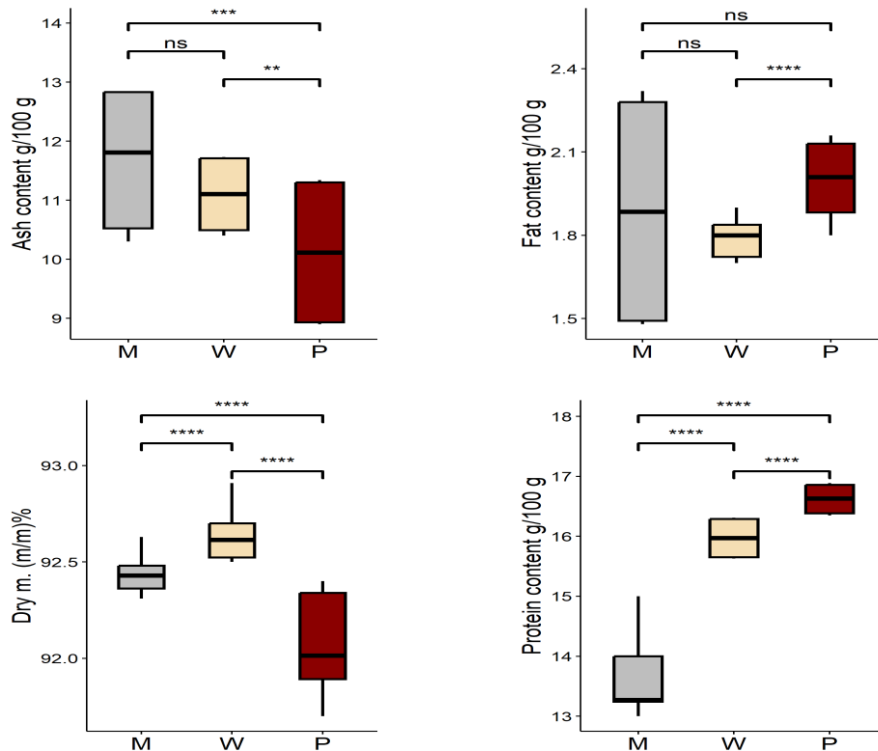 Ash content g/100 g
14
13
12
11
10
9
***
ns
**
M W P
Fat content g/100 g
2.4
2.1
1.8
1.5
ns
ns
****
M W P
Dry m. (m/m)%
93.0
92.5
92.0
****
****
****
M W P
Protein content g/100 g
18
17
16
15
14
13
****
****
****
M W P